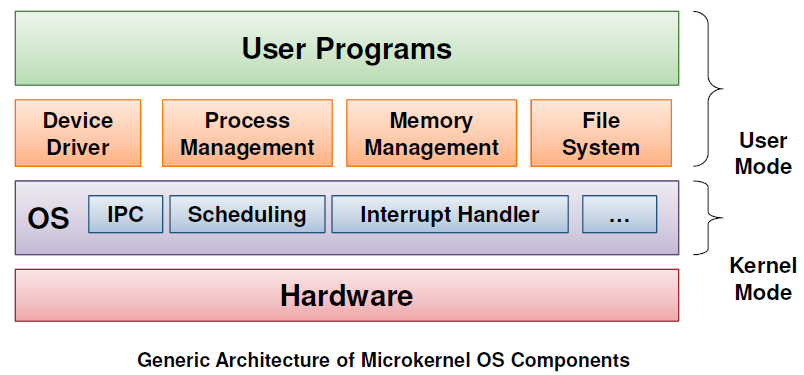 User Programs
Device
Driver
Process
Management
Memory
Management
File
System
User
Mode
OS
IPC
Scheduling
Interrupt Handler
...
Kernel
Mode
Hardware
Generic Architecture of Microkernel OS Components